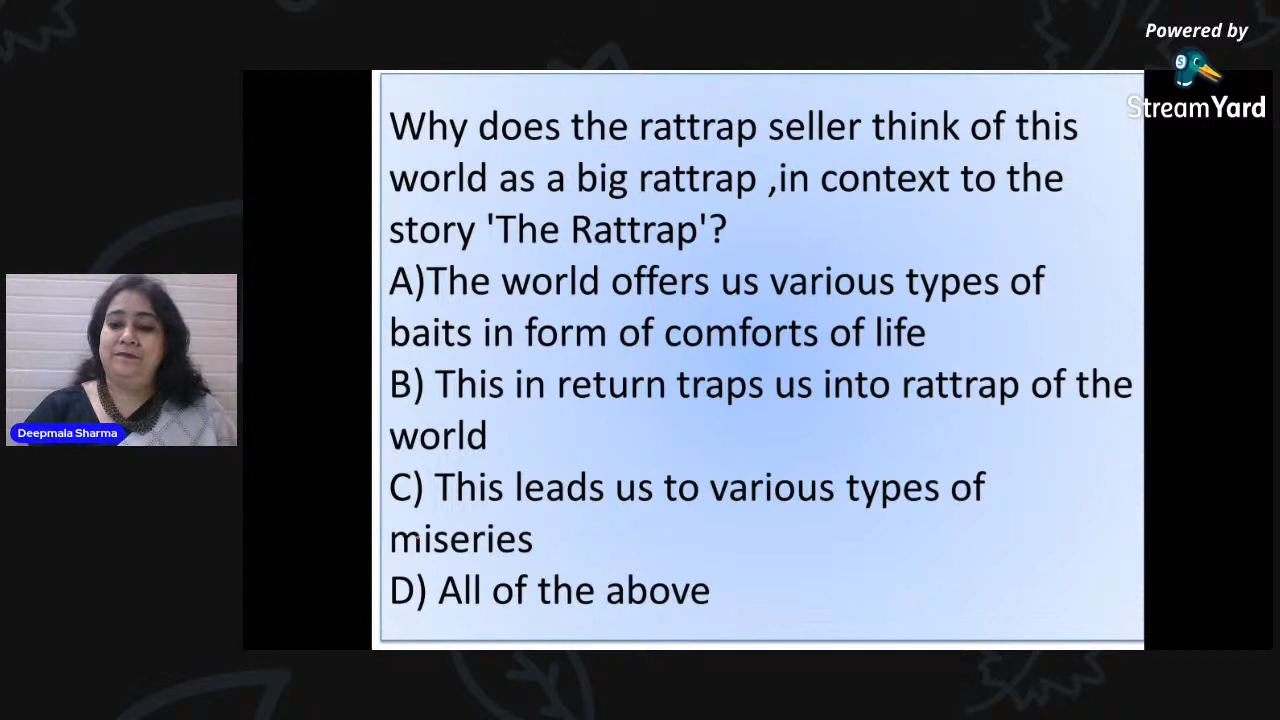 Powered by
StreamYard
Why does the rattrap seller think of this
world as a big rattrap ,in context to the
story 'The Rattrap'?
A)The world offers us various types of
baits in form of comforts of life
B) This in return traps us into rattrap of the
world
C) This leads us to various types of
miseries
D) All of the above
Deepmala Sharma